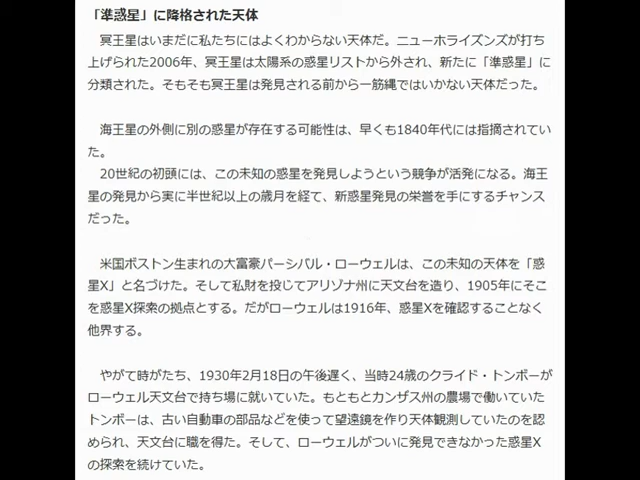 「準惑星」に降格された天体
冥王星はいまだに私たちにはよくわからない天体だ。ニューホライズンズが打ち
上げられた2006年、冥王星は太陽系の惑星リストから外され、新たに「準惑星」に
分類された。そもそも冥王星は発見される前から一筋縄ではいかない天体だった。
海王星の外側に別の惑星が存在する可能性は、早くも1840年代には指摘されてい
た。
20世紀の初頭には、この未知の惑星を発見しようという競争が活発になる。海王
星の発見から実に半世紀以上の歳月を経て、新惑星発見の栄誉を手にするチャンス
だった。
米国ボストン生まれの大富豪パーシバル・ローウェルは、この未知の天体を「惑
星X」と名づけた。そして私財を投じてアリゾナ州に天文台を造り、1905年にそこ
を惑星X探索の拠点とする。だがローウェルは1916年、惑星Xを確認することなく
他界する。
やがて時がたち、1930年2月18日の午後遅く、当時24歳のクライド・トンボーが
ローウェル天文台で持ち場に就いていた。もともとカンザス州の農場で働いていた
トンボーは、古い自動車の部品などを使って望遠鏡を作り天体観測していたのを認
められ、天文台に職を得た。そして、ローウェルがついに発見できなかった惑星X
の探索を続けていた。